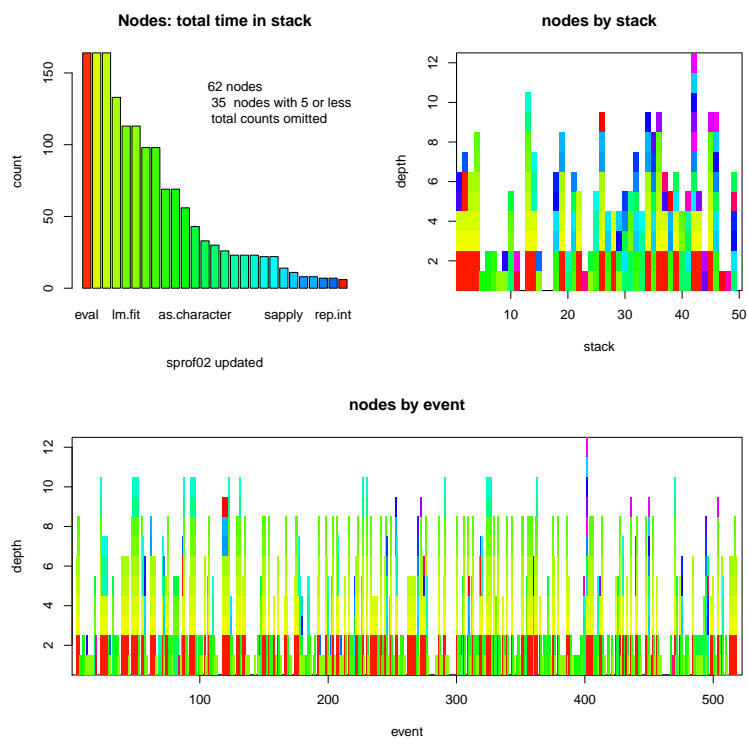 Nodes: total time in stack
62 nodes
35 nodes with 5 or less
total counts omitted
count
0
50
100
150
eval lm.fit as.character sapply rep.int
sprof02 updated
nodes by stack
depth
2
4
6
8
10
12
10 20 30 40 50
stack
nodes by event
depth
2
4
6
8
10
12
100 200 300 400 500
event